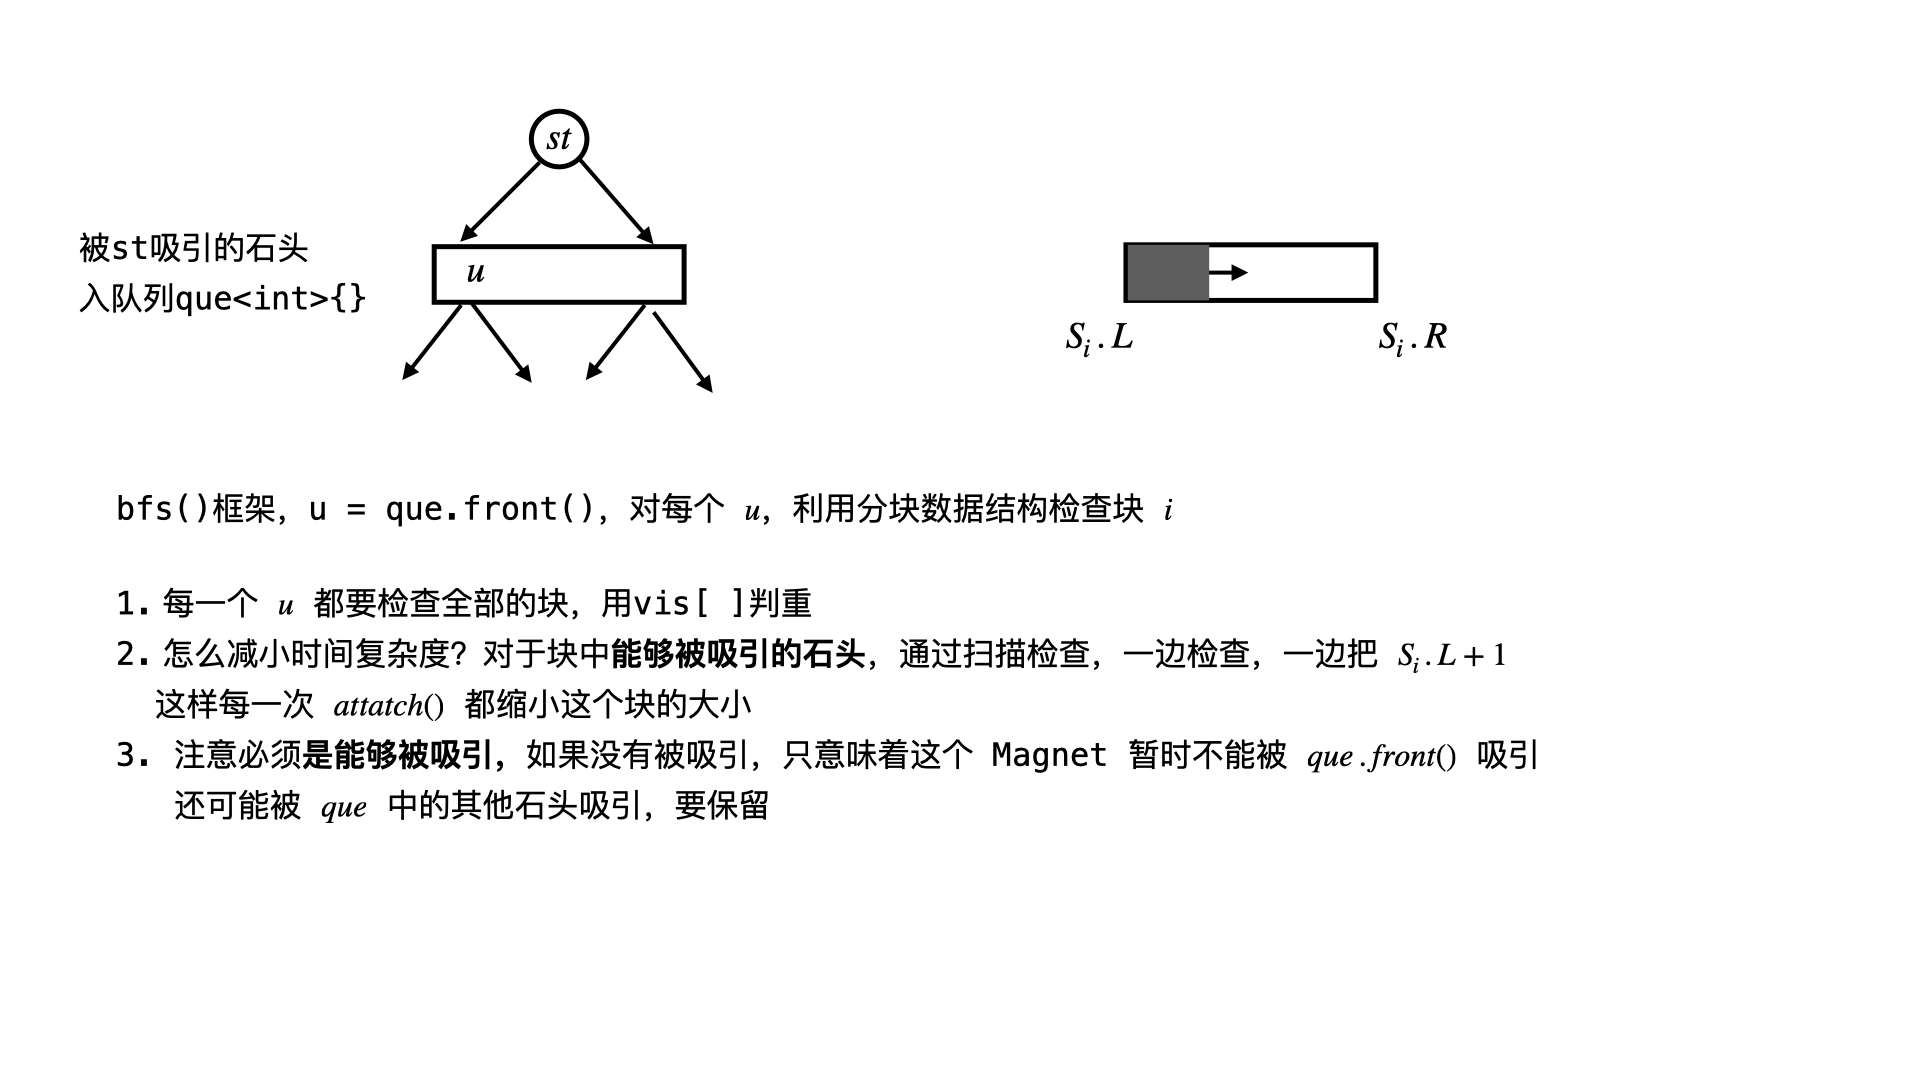 st
被st吸引的石头
入队列que<int>{}
u
S_i.L
S_i.R
bfs()框架，u = que.front()，对每个 u，利用分块数据结构检查块 i
1. 每一个 u 都要检查全部的块，用vis[ ]判重
2. 怎么减小时间复杂度？对于块中能够被吸引的石头，通过扫描检查，一边检查，一边把 S_i.L + 1
这样每一次 attatch() 都缩小这个块的大小
3. 注意必须是能够被吸引，如果没有被吸引，只意味着这个 Magnet 暂时不能被 que.front() 吸引
还可能被 que 中的其他石头吸引，要保留